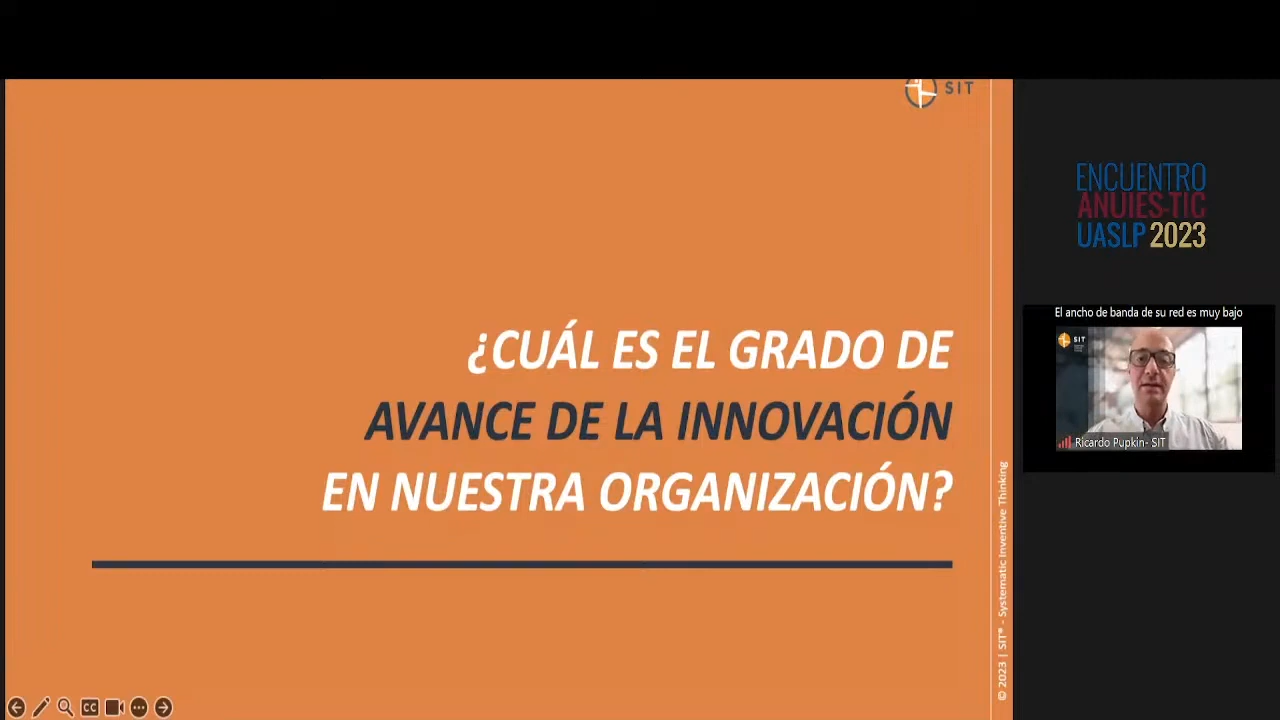 SIT
¿CUÁL ES EL GRADO DE
AVANCE DE LA INNOVACIÓN
EN NUESTRA ORGANIZACIÓN?
© 2023 | SIT® - Systematic Inventive Thinking
CC
ENCUENTRO
ANUIES-TIC
UASLP 2023
El ancho de banda de su red es muy bajo
SIT
Ricardo Pupkin- SIT